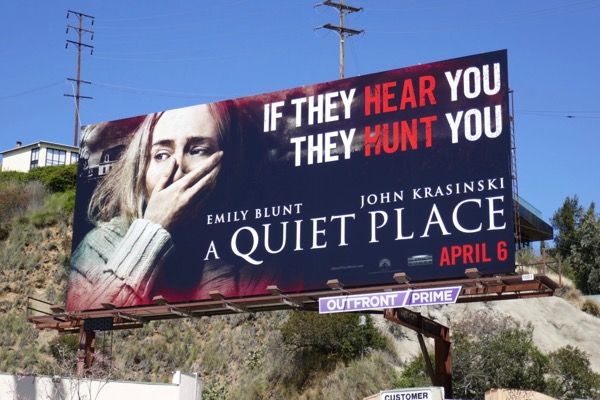 IF THEY HEAR YOU
THEY HUNT YOU
EMILY BLUNT
JOHN KRASINSKI
A QUIET PLACE
APRIL 6
OUTFRONT/PRIME
CUSTOMER